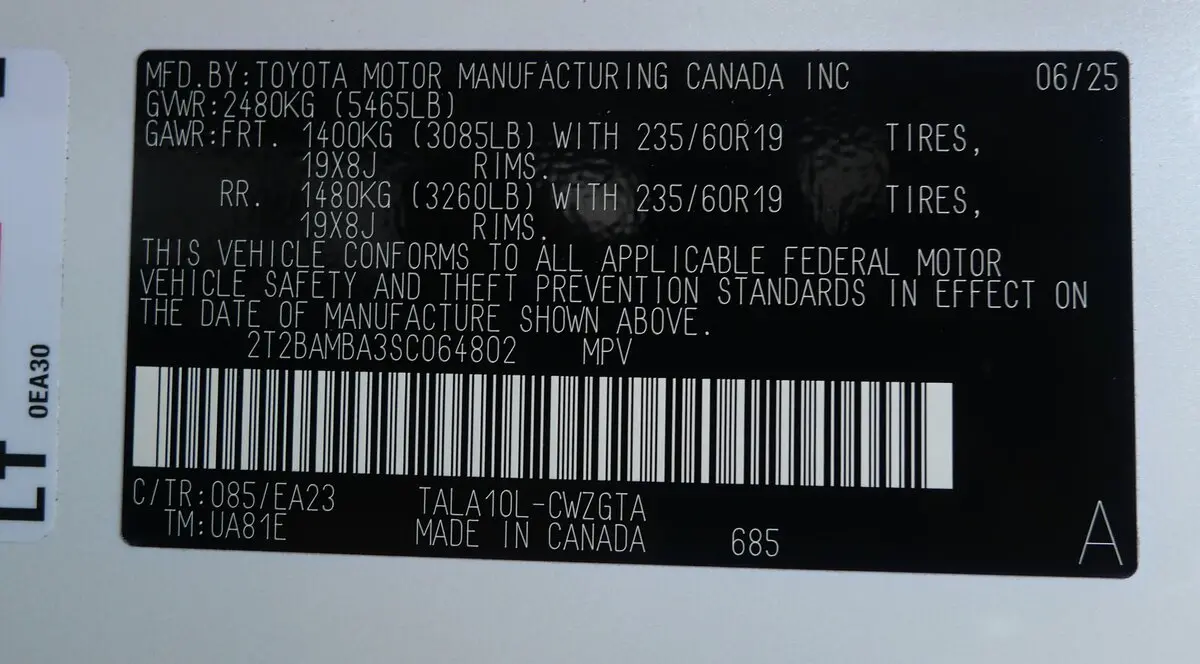 MFD.BY:TOYOTA MOTOR MANUFACTURING CANADA INC 06/25
GVWR:2480KG (5465LB)
GAWR:FRT. 1400KG (3085LB) WITH 235/60R19 TIRES,
19X8J RIMS.
RR. 1480KG (3260LB) WITH 235/60R19 TIRES,
19X8J RIMS.
THIS VEHICLE CONFORMS TO ALL APPLICABLE FEDERAL MOTOR
VEHICLE SAFETY AND THEFT PREVENTION STANDARDS IN EFFECT ON
THE DATE OF MANUFACTURE SHOWN ABOVE.
2T2BAMBA3SC064802 MPV
C/TR:085/EA23 TALA10L-CWZGTA
TM:UA81E MADE IN CANADA 685 A
0EA30